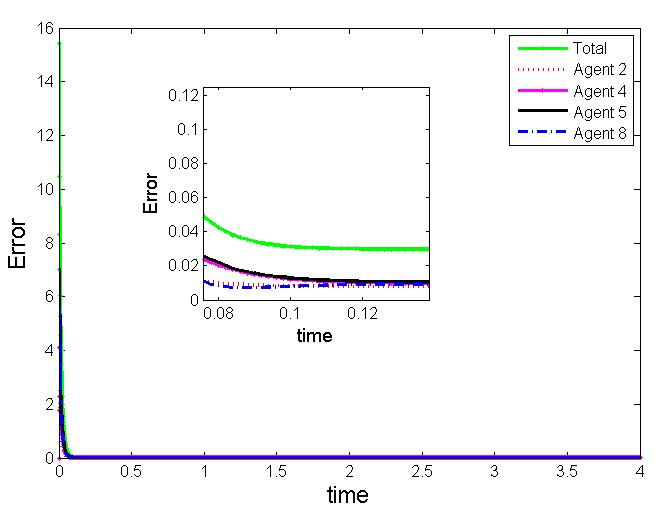 16
14
12
10
8
6
4
2
0
Error
0 0.5 1 1.5 2 2.5 3 3.5 4
time
Total
Agent 2
Agent 4
Agent 5
Agent 8
0.12
0.1
0.08
0.06
0.04
0.02
0
Error
0.08 0.1 0.12
time